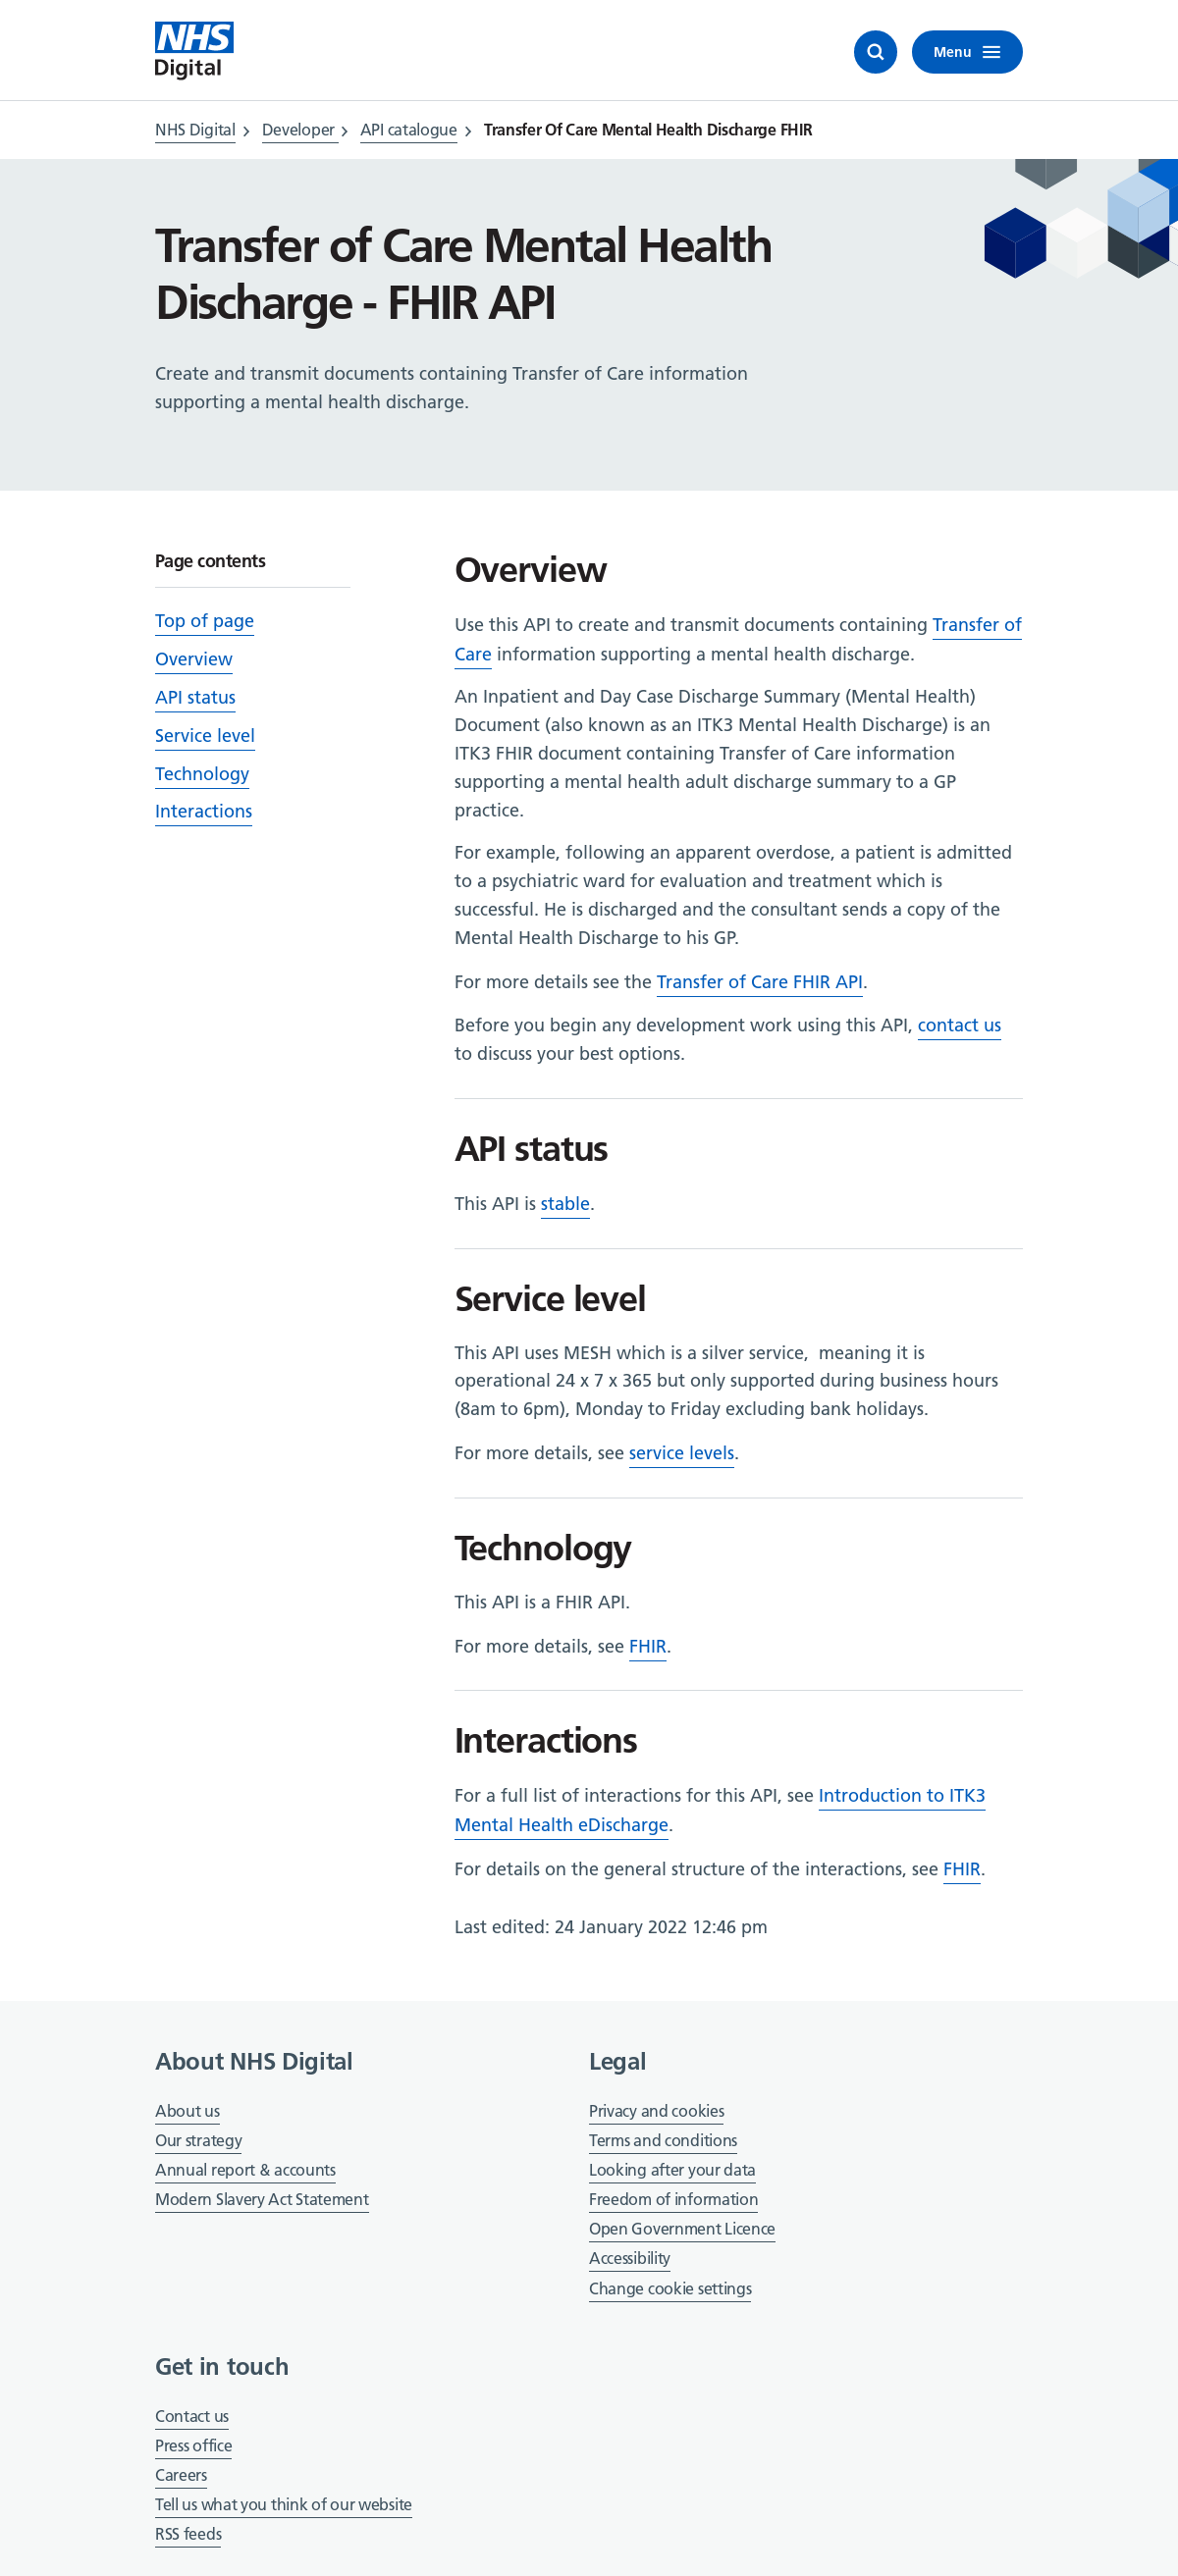 NHS
Digital
Menu
NHS Digital
Developer
API catalogue
Transfer Of Care Mental Health Discharge FHIR
Transfer of Care Mental Health
Discharge - FHIR API
Create and transmit documents containing Transfer of Care information
supporting a mental health discharge.
Page contents
Top of page
Overview
API status
Service level
Technology
Interactions
Overview
Use this API to create and transmit documents containing Transfer of
Care information supporting a mental health discharge.
An Inpatient and Day Case Discharge Summary (Mental Health)
Document (also known as an ITK3 Mental Health Discharge) is an
ITK3 FHIR document containing Transfer of Care information
supporting a mental health adult discharge summary to a GP
practice.
For example, following an apparent overdose, a patient is admitted
to a psychiatric ward for evaluation and treatment which is
successful. He is discharged and the consultant sends a copy of the
Mental Health Discharge to his GP.
For more details see the Transfer of Care FHIR API.
Before you begin any development work using this API, contact us
to discuss your best options.
API status
This API is stable.
Service level
This API uses MESH which is a silver service,  meaning it is
operational 24 x 7 x 365 but only supported during business hours
(8am to 6pm), Monday to Friday excluding bank holidays.
For more details, see service levels.
Technology
This API is a FHIR API.
For more details, see FHIR.
Interactions
For a full list of interactions for this API, see Introduction to ITK3
Mental Health eDischarge.
For details on the general structure of the interactions, see FHIR.
Last edited: 24 January 2022 12:46 pm
About NHS Digital
About us
Our strategy
Annual report & accounts
Modern Slavery Act Statement
Legal
Privacy and cookies
Terms and conditions
Looking after your data
Freedom of information
Open Government Licence
Accessibility
Change cookie settings
Get in touch
Contact us
Press office
Careers
Tell us what you think of our website
RSS feeds